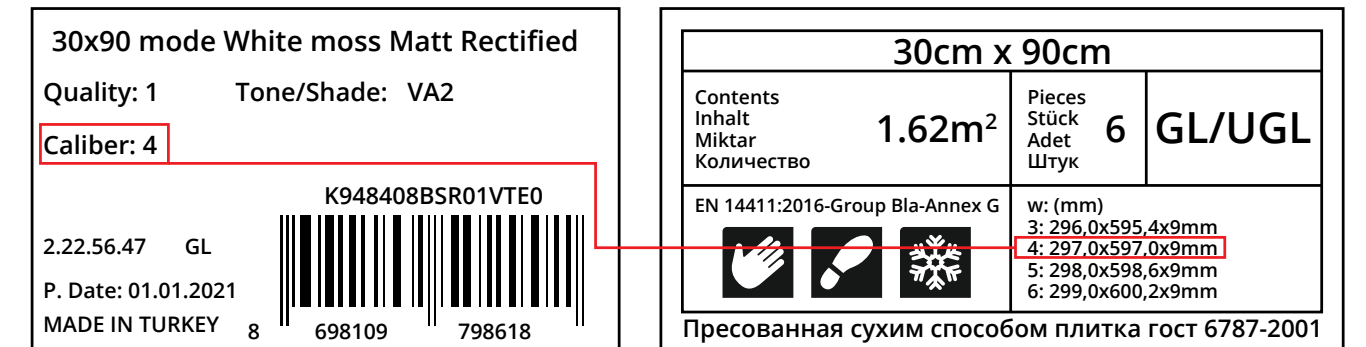 30x90 mode White moss Matt Rectified
Quality: 1 Tone/Shade: VA2
Caliber: 4
K948408BSR01VTE0
2.22.56.47 GL
P. Date: 01.01.2021
MADE IN TURKEY
8 698109 798618
30cm x 90cm
Contents
Inhalt
Miktar
Количество
1.62m²
Pieces
Stück
Adet
Штук
6
GL/UGL
EN 14411:2016-Group Bla-Annex G
w: (mm)
3: 296,0x595,4x9mm
4: 297,0x597,0x9mm
5: 298,0x598,6x9mm
6: 299,0x600,2x9mm
Пресованная сухим способом плитка гост 6787-2001